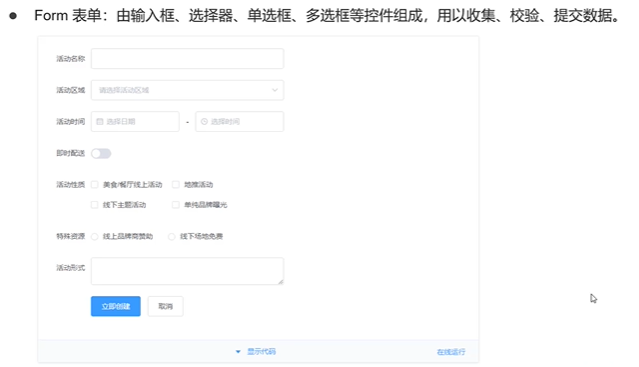 ● Form 表单：由输入框、选择器、单选框、多选框等控件组成，用以收集、校验、提交数据。
活动名称
活动区域 请选择活动区域
活动时间 选择日期 - 选择时间
即时配送
活动性质 美食/餐厅线上活动 地推活动
线下主题活动 单纯品牌曝光
特殊资源 线上品牌商赞助 线下场地免费
活动形式
立即创建 取消
显示代码 在线运行